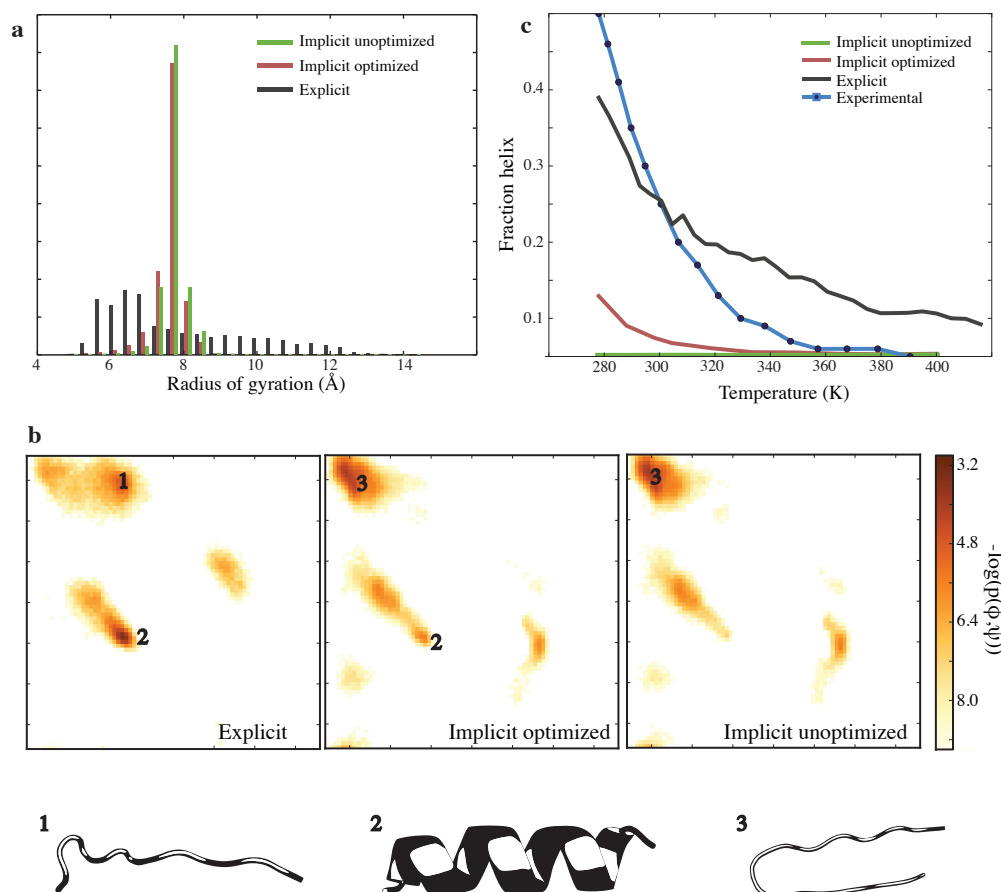 a
Implicit unoptimized
Implicit optimized
Explicit
4
6
8
10
12
14
Radius of gyration (Å)
c
Implicit unoptimized
Implicit optimized
Explicit
Experimental
0.4
0.3
0.2
0.1
Fraction helix
280
300
320
340
360
380
400
Temperature (K)
b
1
2
Explicit
3
2
Implicit optimized
3
Implicit unoptimized
3.2
4.8
6.4
8.0
-log(p(ϕ,ψ))
1
2
3